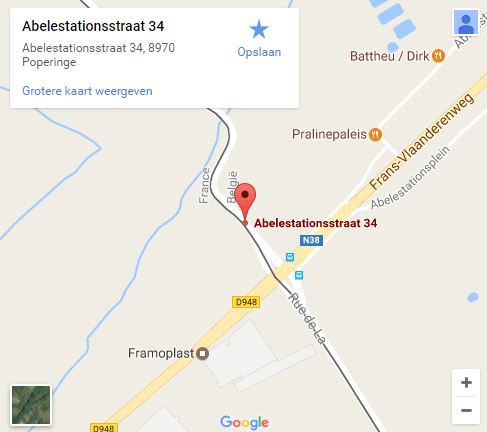 Abelestationsstraat 34
Abelestationsstraat 34, 8970
Poperinge
Opslaan
Grotere kaart weergeven
Battheu / Dirk
Abelest
Pralinepaleis
Frans-Vlaanderenweg
Abelestationsplein
France
België
Abelestationsstraat 34
N38
D948
Rue de La
Framoplast
D948
Google
+
−